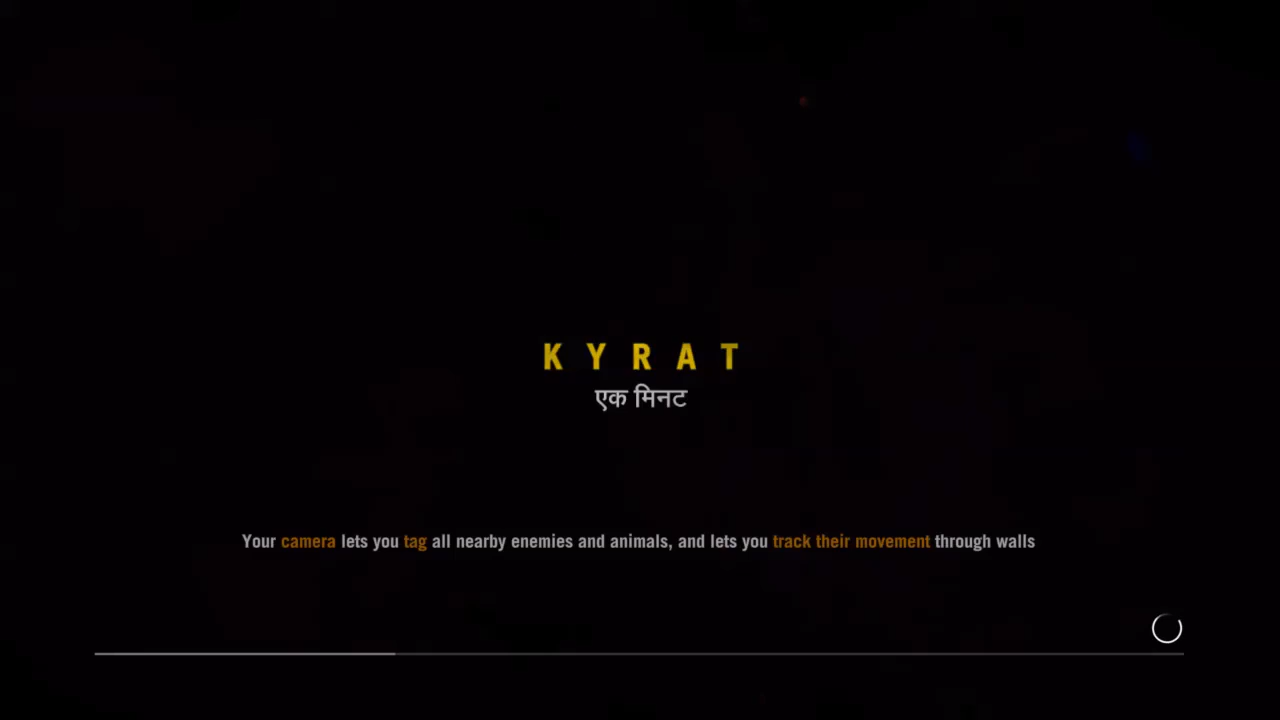 KYRAT
एक मिनट
Your camera lets you tag all nearby enemies and animals, and lets you track their movement through walls